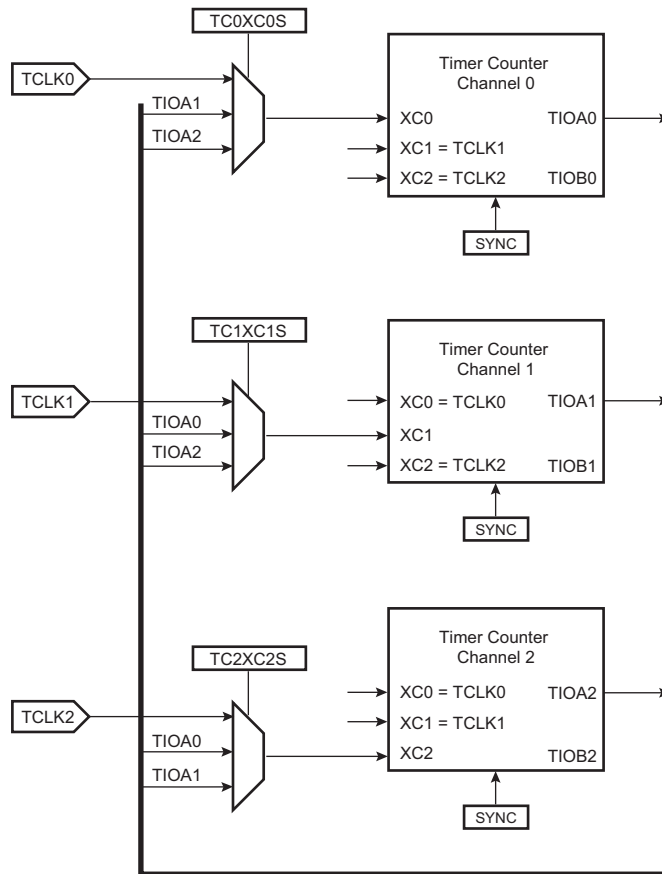 TC0XC0S
TCLK0
TIOA1
TIOA2
Timer Counter
Channel 0
XC0
TIOA0
XC1 = TCLK1
XC2 = TCLK2
TIOB0
SYNC
TC1XC1S
TCLK1
TIOA0
TIOA2
Timer Counter
Channel 1
XC0 = TCLK0
TIOA1
XC1
XC2 = TCLK2
TIOB1
SYNC
TC2XC2S
TCLK2
TIOA0
TIOA1
Timer Counter
Channel 2
XC0 = TCLK0
TIOA2
XC1 = TCLK1
XC2
TIOB2
SYNC